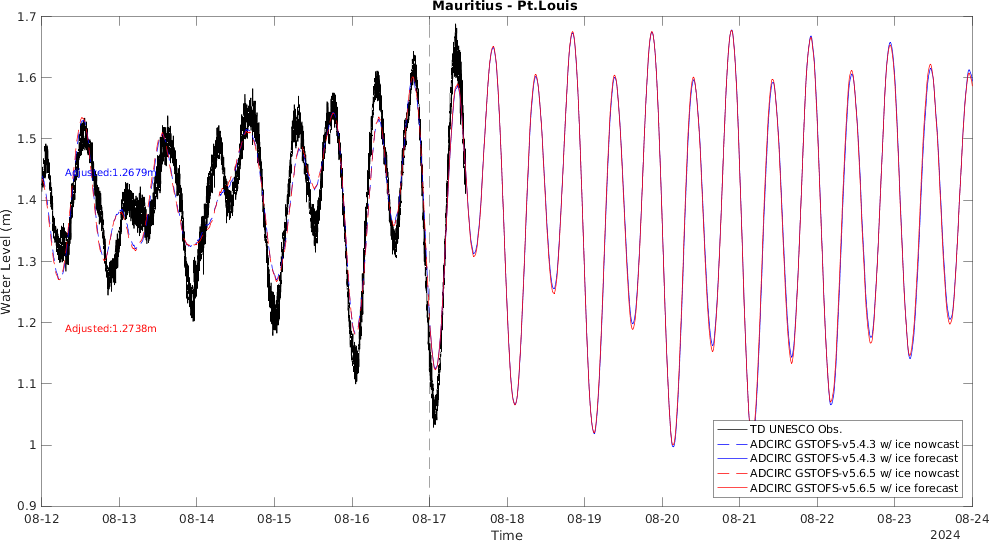 Mauritius - Pt.Louis
1.7
1.6
1.5
1.4
1.3
1.2
1.1
1
0.9
Water Level (m)
Adjusted:1.2679m
Adjusted:1.2738m
TD UNESCO Obs.
ADCIRC GSTOFS-v5.4.3 w/ ice nowcast
ADCIRC GSTOFS-v5.4.3 w/ ice forecast
ADCIRC GSTOFS-v5.6.5 w/ ice nowcast
ADCIRC GSTOFS-v5.6.5 w/ ice forecast
08-12 08-13 08-14 08-15 08-16 08-17 08-18 08-19 08-20 08-21 08-22 08-23 08-24
Time
2024